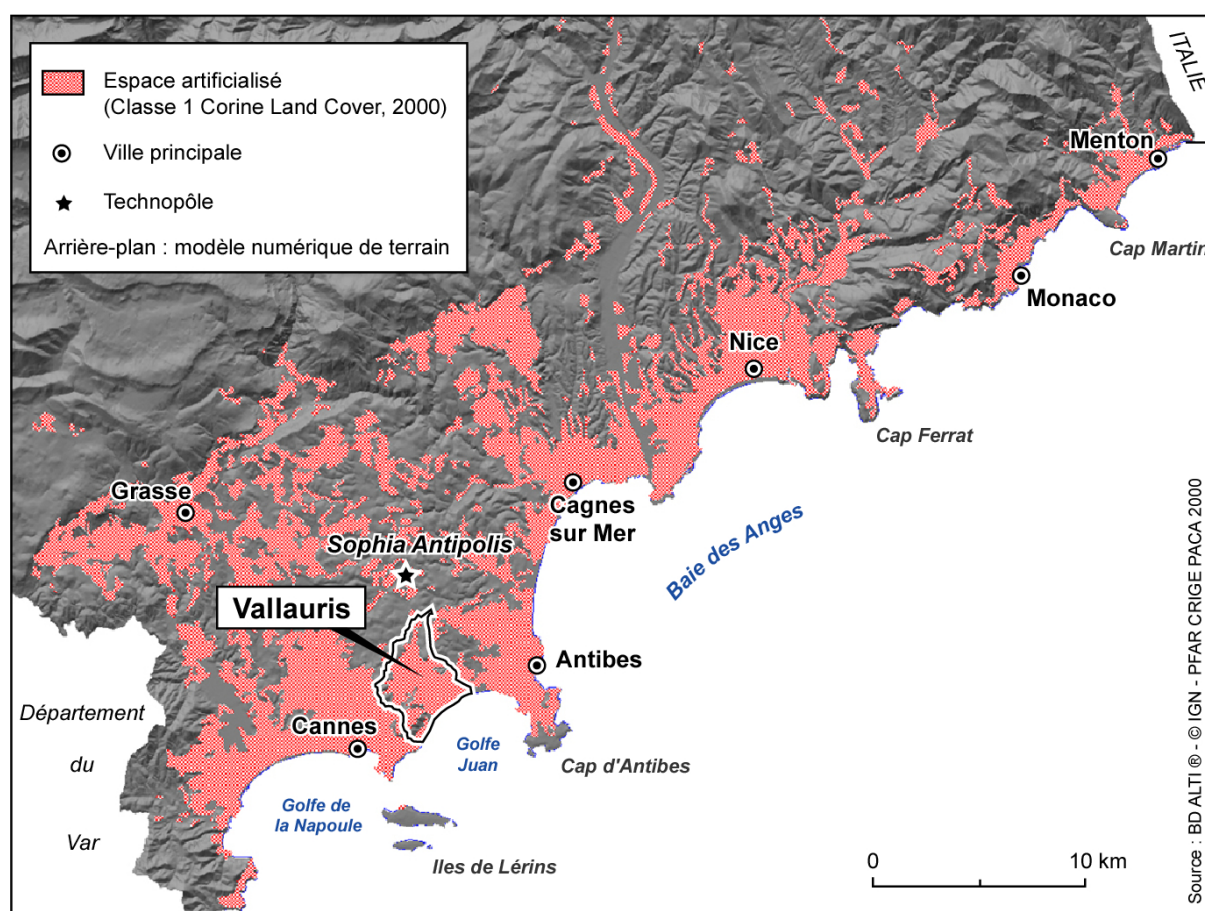 Espace artificialisé
(Classe 1 Corine Land Cover, 2000)
Ville principale
Technopôle
Arrière-plan : modèle numérique de terrain
ITALIE
Menton
Cap Martin
Monaco
Nice
Cap Ferrat
Grasse
Cagnes
sur Mer
Sophia Antipolis
Baie des Anges
Vallauris
Antibes
Département
du
Var
Cannes
Golfe
Juan
Cap d'Antibes
Golfe de
la Napoule
Iles de Lérins
0 10 km
Source : BD ALTI ® - © IGN - PFAR CRIGE PACA 2000